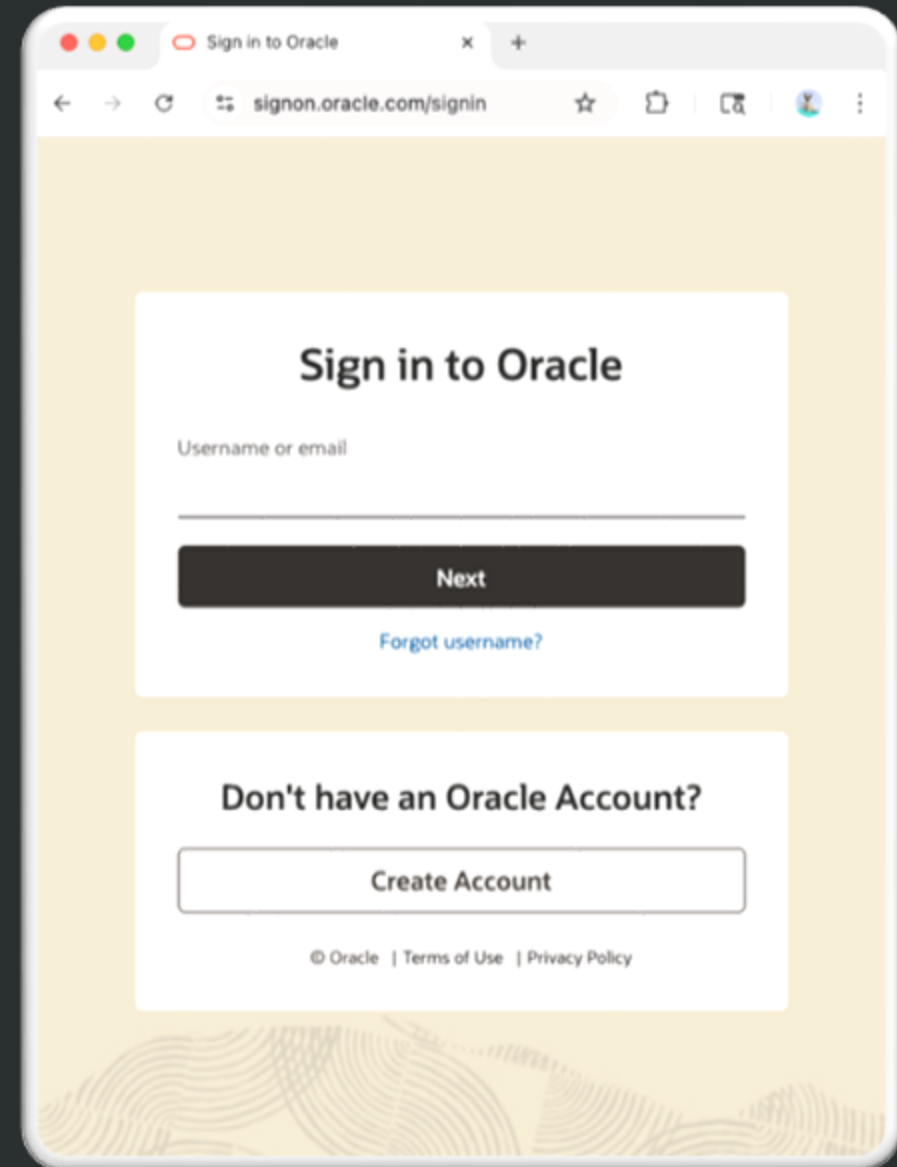 Sign in to Oracle
signon.oracle.com/signin
Sign in to Oracle
Username or email
Next
Forgot username?
Don't have an Oracle Account?
Create Account
© Oracle | Terms of Use | Privacy Policy